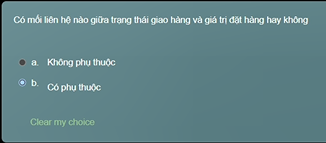 Có mối liên hệ nào giữa trạng thái giao hàng và giá trị đặt hàng hay không
a. Không phụ thuộc
b. Có phụ thuộc
Clear my choice